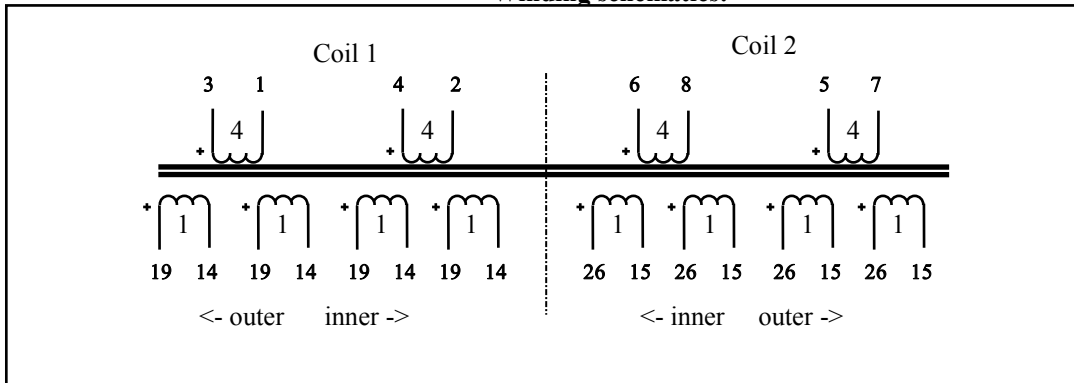 Winding schematics:
Coil 1 Coil 2
3 1 4 2 6 8 5 7
4 4 4 4
+ + + +
+ + + + + + + +
1 1 1 1 1 1 1 1
19 14 19 14 19 14 19 14 26 15 26 15 26 15 26 15
<- outer inner -> <- inner outer ->